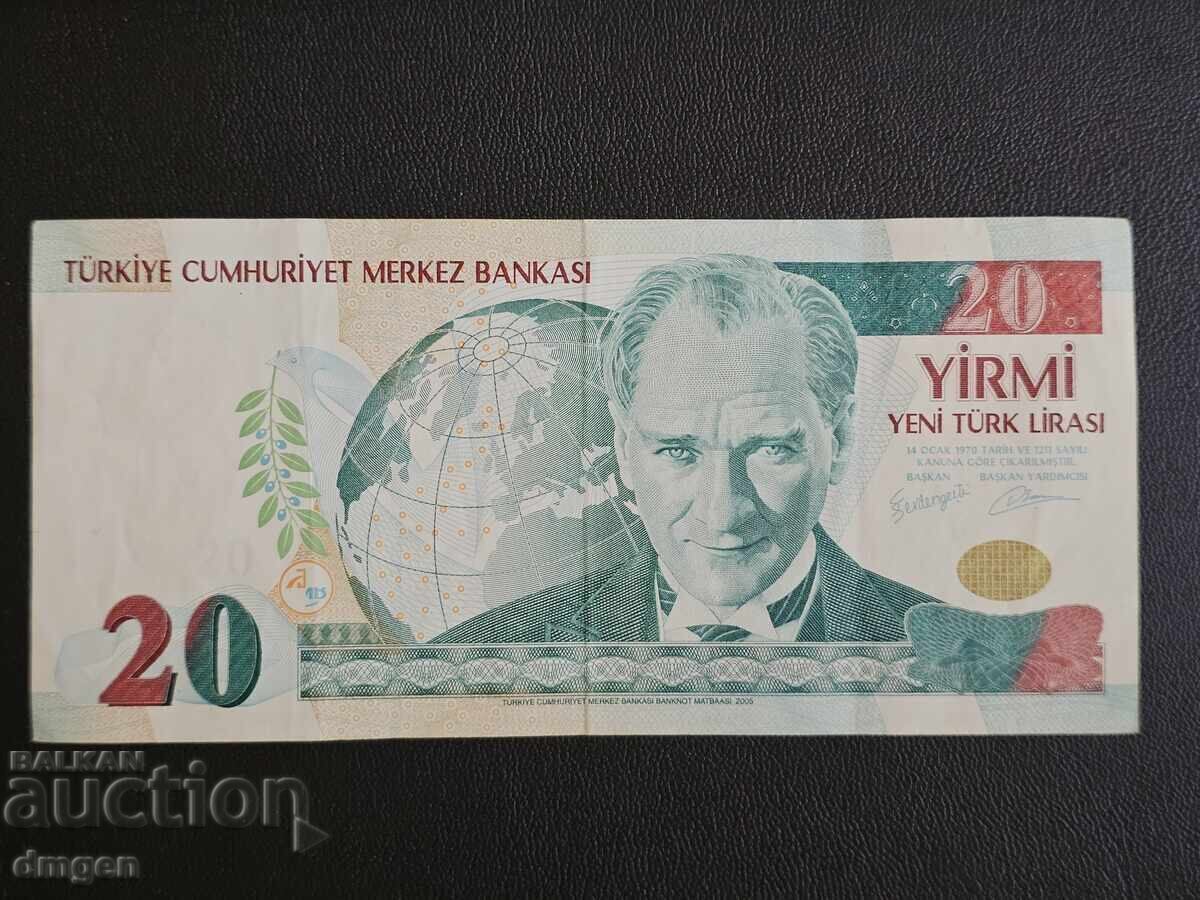 TÜRKİYE CUMHURİYET MERKEZ BANKASI
20
YİRMİ
YENİ TÜRK LİRASI
14 OCAK 1970 TARİH VE 1211 SAYILI
KANUNA GÖRE ÇIKARILMIŞTIR.
BAŞKAN BAŞKAN YARDIMCISI
20
20
TÜRKİYE CUMHURİYET MERKEZ BANKASI BANKNOT MATBAASI 2005
BALKAN
auction
dmgen